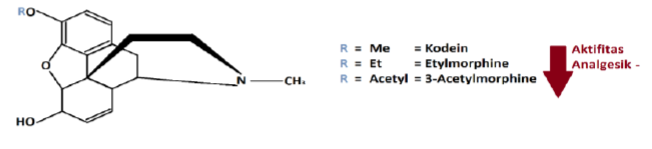 RO
O
N
CH₃
HO
R = Me = Kodein
R = Et = Etylmorphine
R = Acetyl = 3-Acetylmorphine
Aktifitas
Analgesik -